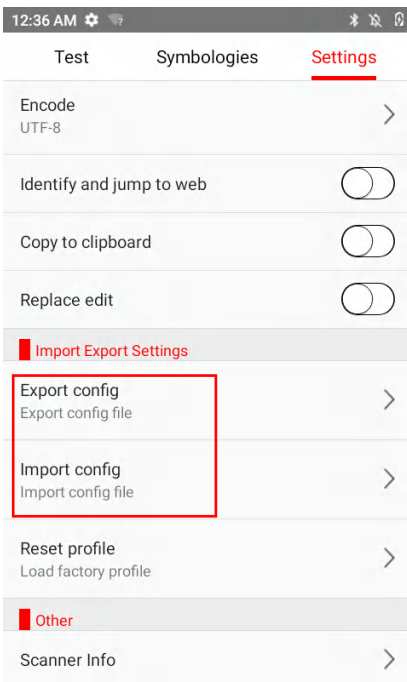 12:36 AM
Test Symbologies Settings
Encode
UTF-8
Identify and jump to web
Copy to clipboard
Replace edit
Import Export Settings
Export config
Export config file
Import config
Import config file
Reset profile
Load factory profile
Other
Scanner Info